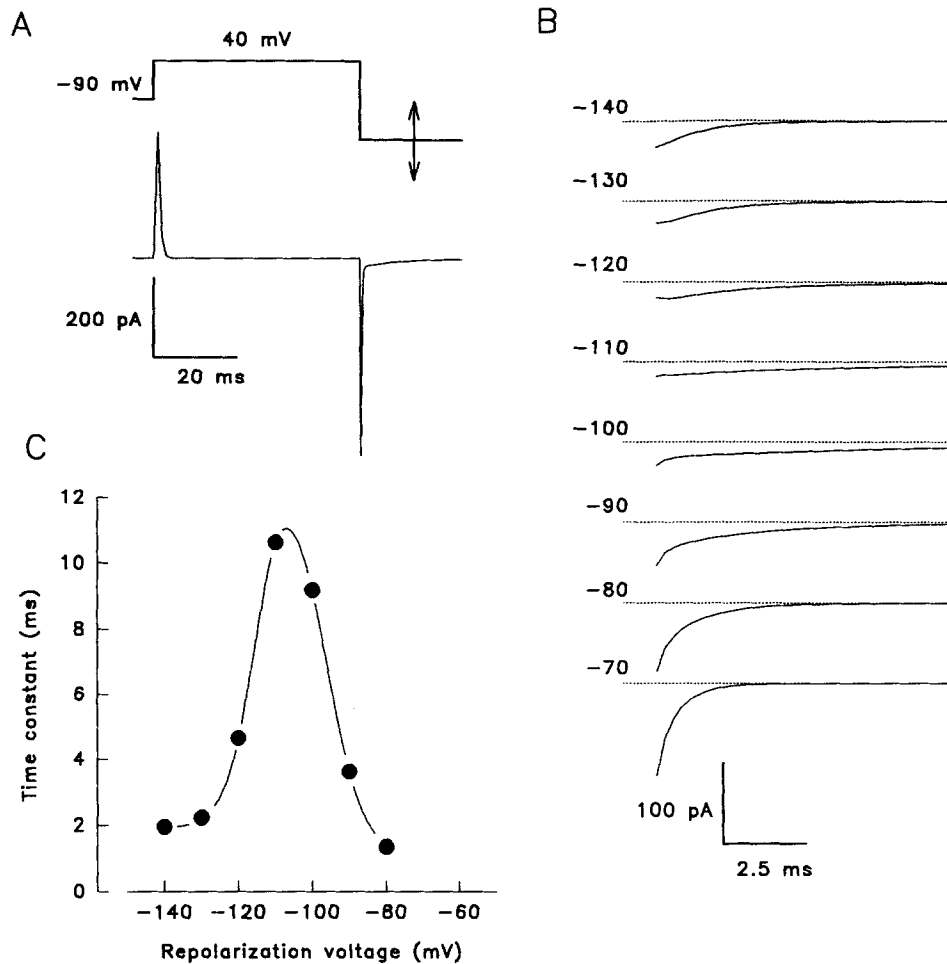 A
40 mV
−90 mV
200 pA
20 ms
B
−140
−130
−120
−110
−100
−90
−80
−70
100 pA
2.5 ms
C
12
10
8
6
4
2
0
Time constant (ms)
−140 −120 −100 −80 −60
Repolarization voltage (mV)